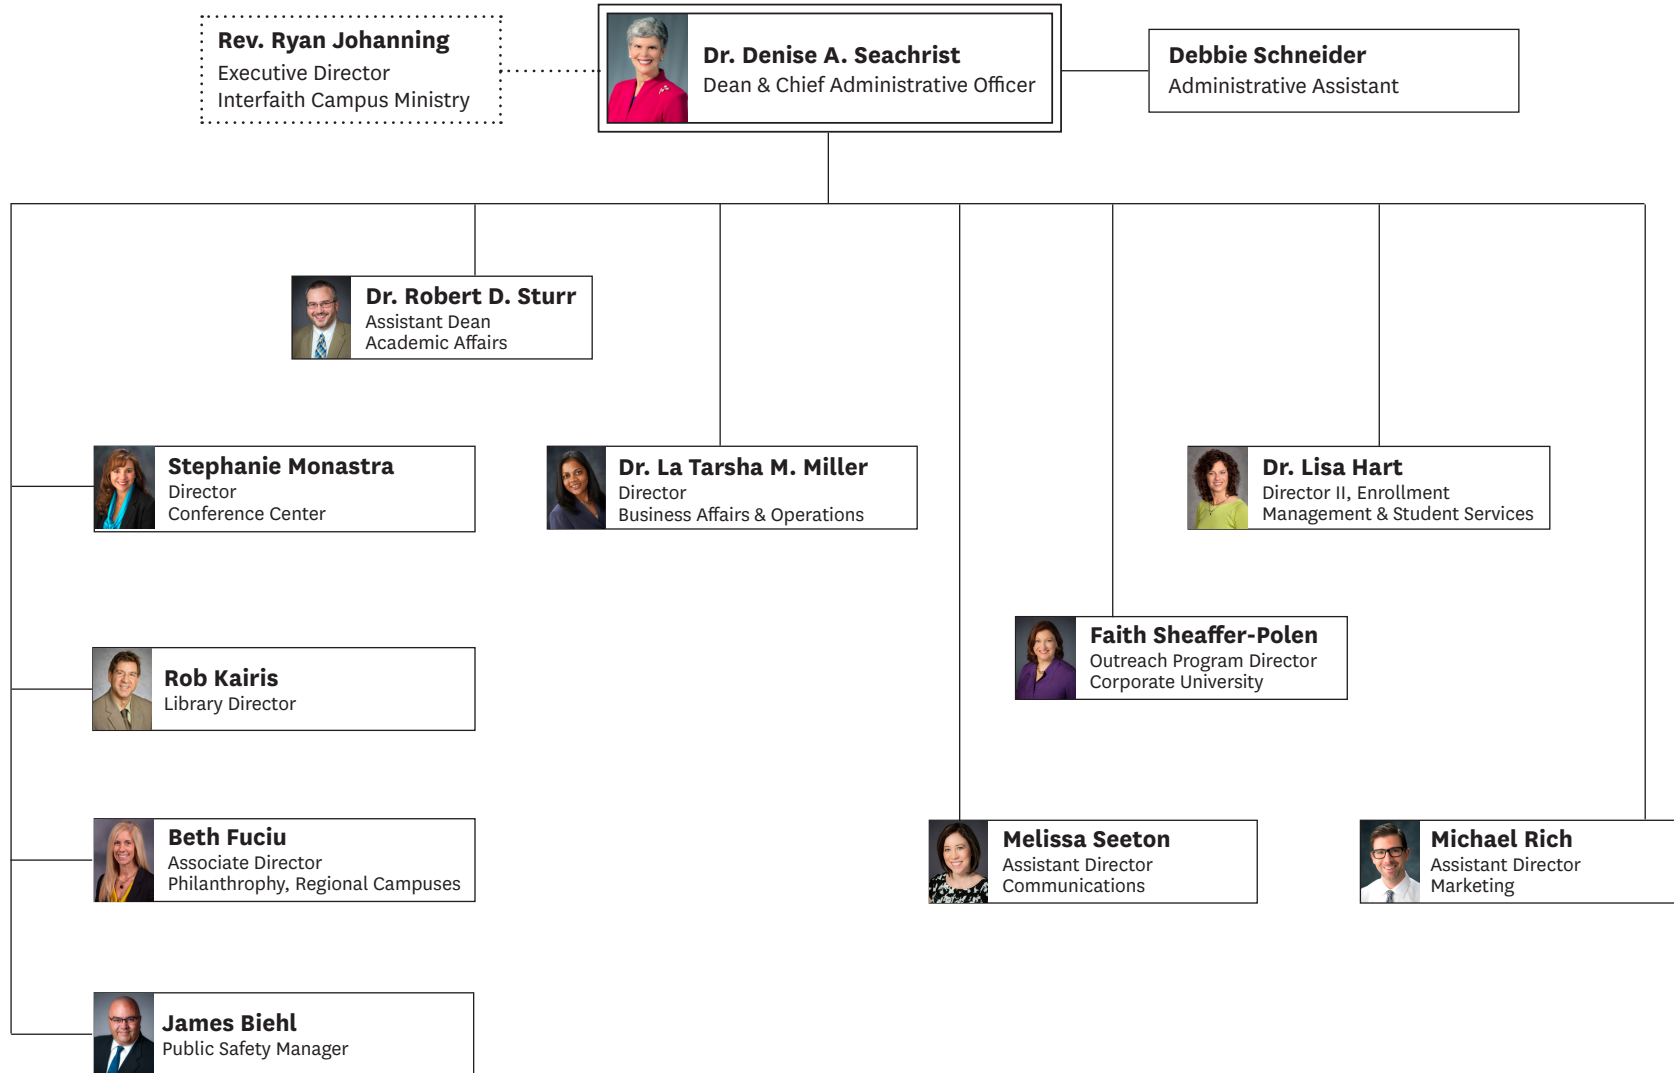 Rev. Ryan Johanning
Executive Director
Interfaith Campus Ministry
Dr. Denise A. Seachrist
Dean & Chief Administrative Officer
Debbie Schneider
Administrative Assistant
Dr. Robert D. Sturr
Assistant Dean
Academic Affairs
Stephanie Monastra
Director
Conference Center
Dr. La Tarsha M. Miller
Director
Business Affairs & Operations
Dr. Lisa Hart
Director II, Enrollment
Management & Student Services
Rob Kairis
Library Director
Faith Sheaffer-Polen
Outreach Program Director
Corporate University
Beth Fuciu
Associate Director
Philanthropy, Regional Campuses
Melissa Seeton
Assistant Director
Communications
Michael Rich
Assistant Director
Marketing
James Biehl
Public Safety Manager